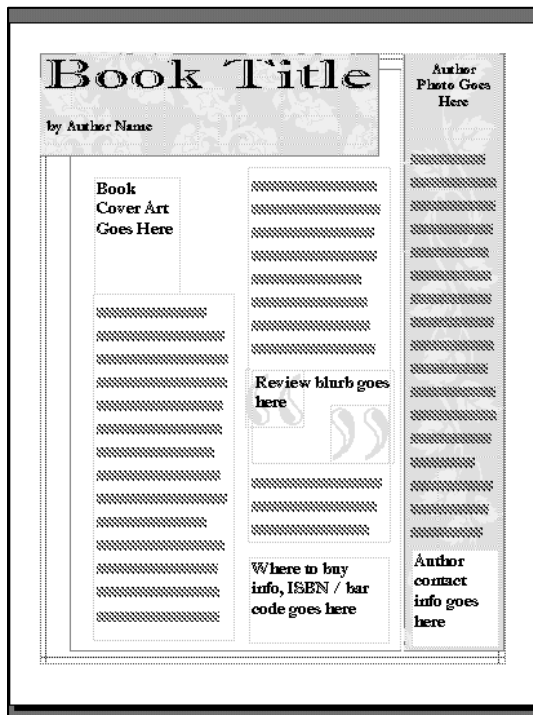 Book Title
by Author Name
Book
Cover Art
Goes Here
Review blurb goes
here
Where to buy
info, ISBN / bar
code goes here
Author
Photo Goes
Here
Author
contact
info goes
here